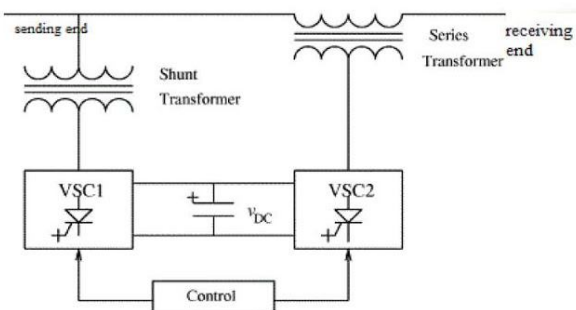 sending end
Series
Transformer
receiving
end
Shunt
Transformer
VSC1
+
v DC
VSC2
+
+
Control